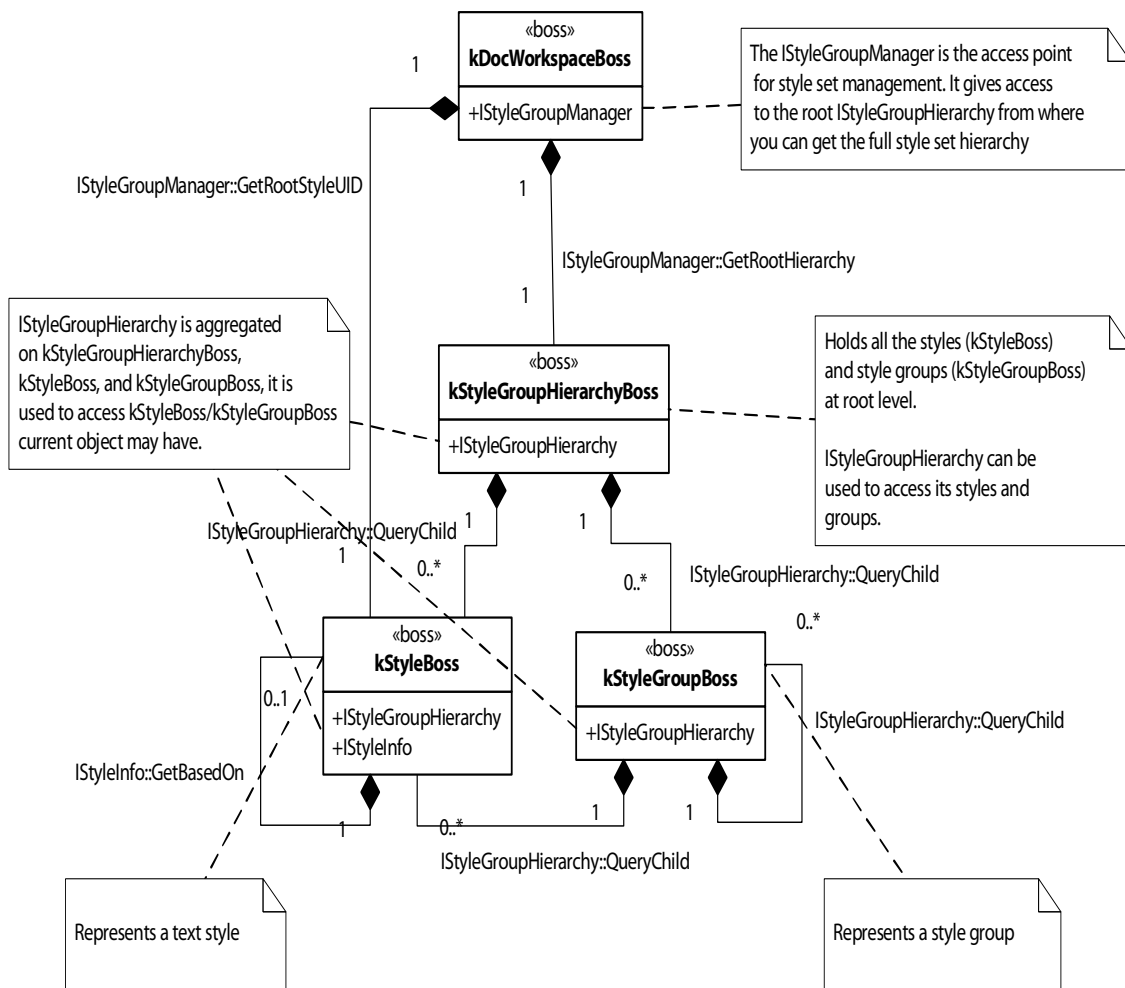 «boss»
kDocWorkspaceBoss
+IStyleGroupManager
The IStyleGroupManager is the access point
for style set management. It gives access
to the root IStyleGroupHierarchy from where
you can get the full style set hierarchy
1
1
IStyleGroupManager::GetRootStyleUID
IStyleGroupManager::GetRootHierarchy
1
IStyleGroupHierarchy is aggregated
on kStyleGroupHierarchyBoss,
kStyleBoss, and kStyleGroupBoss, it is
used to access kStyleBoss/kStyleGroupBoss
current object may have.
«boss»
kStyleGroupHierarchyBoss
+IStyleGroupHierarchy
Holds all the styles (kStyleBoss)
and style groups (kStyleGroupBoss)
at root level.
IStyleGroupHierarchy can be
used to access its styles and
groups.
1
1
IStyleGroupHierarchy::QueryChild
1
0..*
0..*
IStyleGroupHierarchy::QueryChild
0..*
«boss»
kStyleBoss
+IStyleGroupHierarchy
+IStyleInfo
«boss»
kStyleGroupBoss
+IStyleGroupHierarchy
0..1
IStyleGroupHierarchy::QueryChild
IStyleInfo::GetBasedOn
1
0..*
1
1
IStyleGroupHierarchy::QueryChild
Represents a text style
Represents a style group